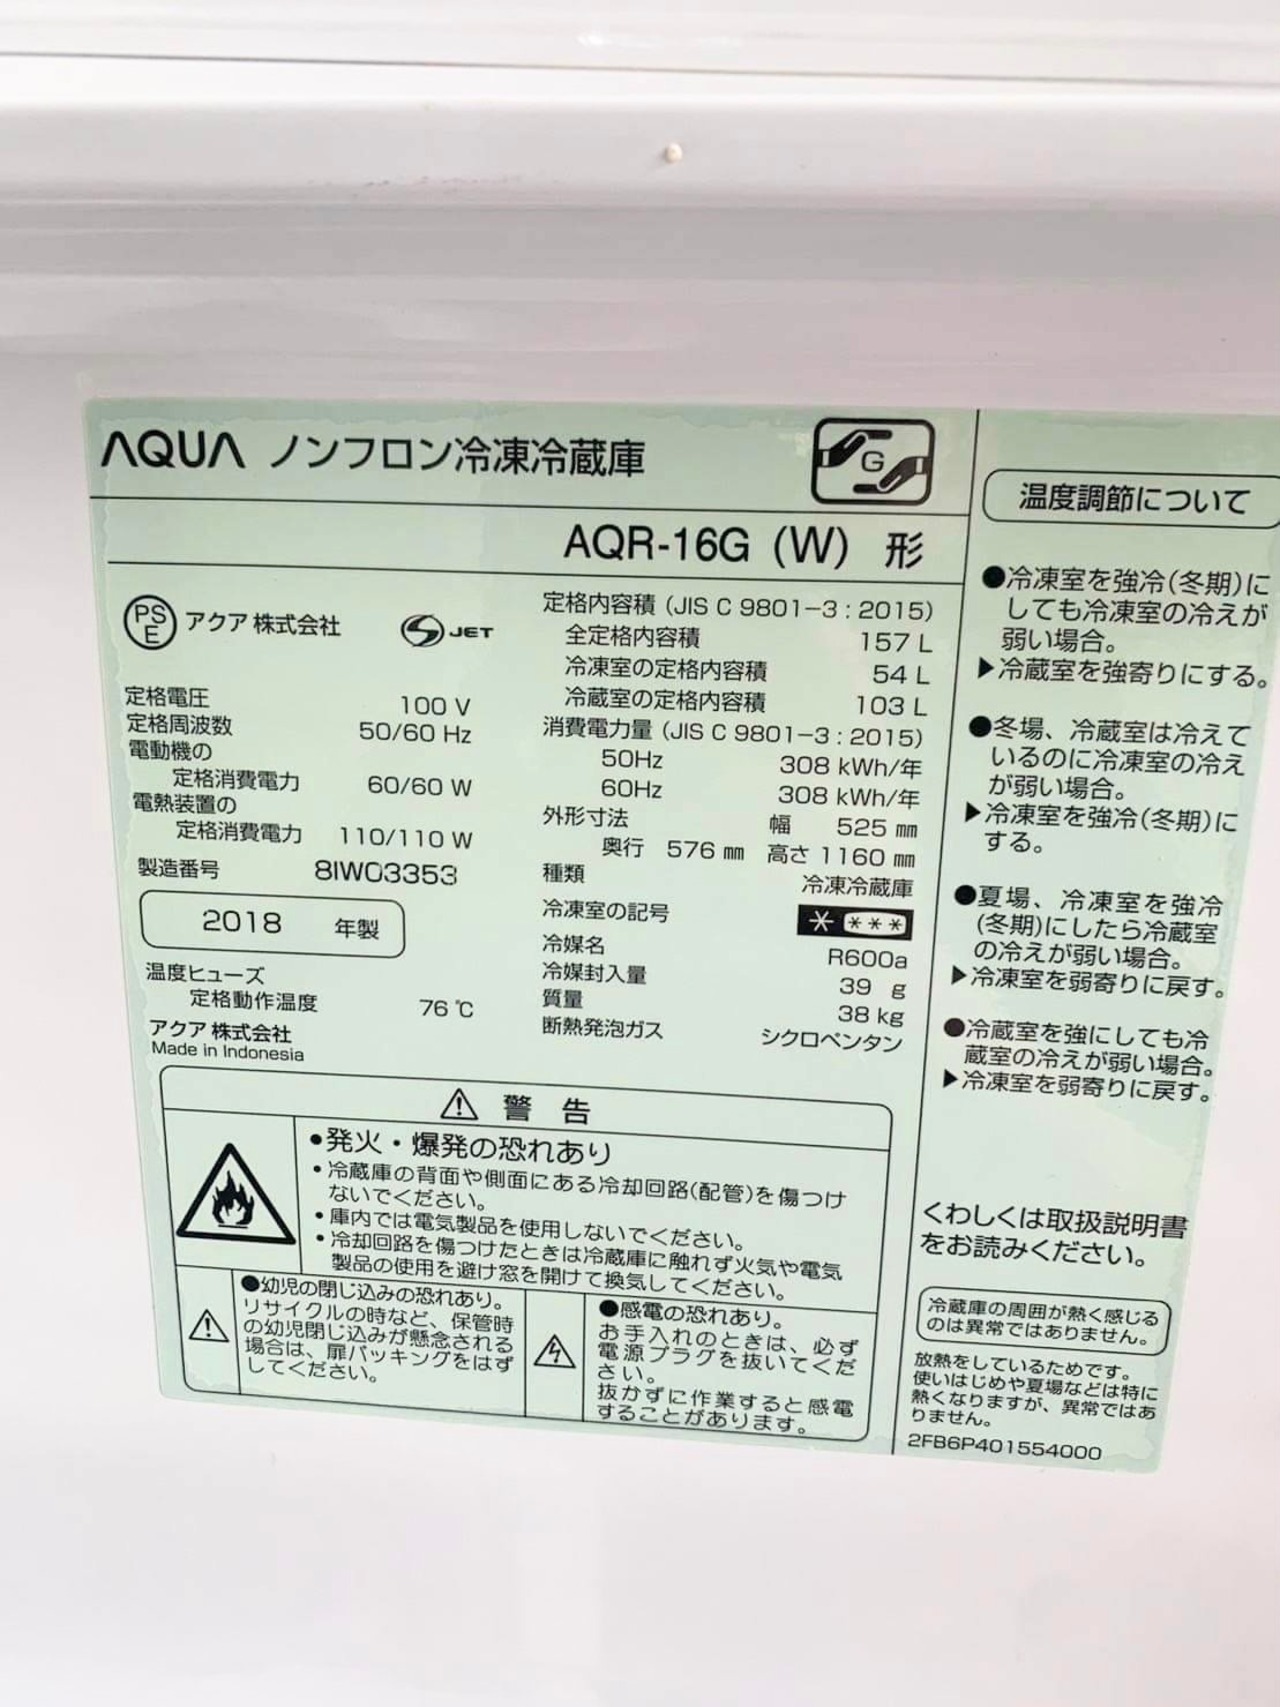 AQUA ノンフロン冷凍冷蔵庫
G
AQR-16G (W) 形
PS
E
アクア 株式会社
S JET
定格電圧 100 V
定格周波数 50/60 Hz
電動機の
定格消費電力 60/60 W
電熱装置の
定格消費電力 110/110 W
製造番号 8IW03353
2018 年製
温度ヒューズ
定格動作温度 76℃
アクア 株式会社
Made in Indonesia
定格内容積 (JIS C 9801-3 : 2015)
全定格内容積 157 L
冷凍室の定格内容積 54 L
冷蔵室の定格内容積 103 L
消費電力量 (JIS C 9801-3 : 2015)
50Hz 308 kWh/年
60Hz 308 kWh/年
外形寸法 幅 525 mm
奥行 576 mm 高さ 1160 mm
種類 冷凍冷蔵庫
冷凍室の記号 * ***
冷媒名 R600a
冷媒封入量 39 g
質量 38 kg
断熱発泡ガス シクロペンタン
⚠ 警 告
•発火・爆発の恐れあり
・冷蔵庫の背面や側面にある冷却回路(配管)を傷つけ
ないでください。
・庫内では電気製品を使用しないでください。
・冷却回路を傷つけたときは冷蔵庫に触れず火気や電気
製品の使用を避け窓を開けて換気してください。
●幼児の閉じ込みの恐れあり。
リサイクルの時など、保管時
の幼児閉じ込みが懸念される
場合は、扉パッキングをはず
してください。
●感電の恐れあり。
お手入れのときは、必ず
電源プラグを抜いてくだ
さい。
抜かずに作業すると感電
することがあります。
温度調節について
●冷凍室を強冷(冬期)に
しても冷凍室の冷えが
弱い場合。
▶冷蔵室を強寄りにする。
●冬場、冷蔵室は冷えて
いるのに冷凍室の冷え
が弱い場合。
▶冷凍室を強冷(冬期)に
する。
●夏場、冷凍室を強冷
(冬期)にしたら冷蔵室
の冷えが弱い場合。
▶冷凍室を弱寄りに戻す。
●冷蔵室を強にしても冷
蔵室の冷えが弱い場合。
▶冷凍室を弱寄りに戻す。
くわしくは取扱説明書
をお読みください。
冷蔵庫の周囲が熱く感じる
のは異常ではありません。
放熱をしているためです。
使いはじめや夏場などは特に
熱くなりますが、異常ではあ
りません。
2FB6P401554000